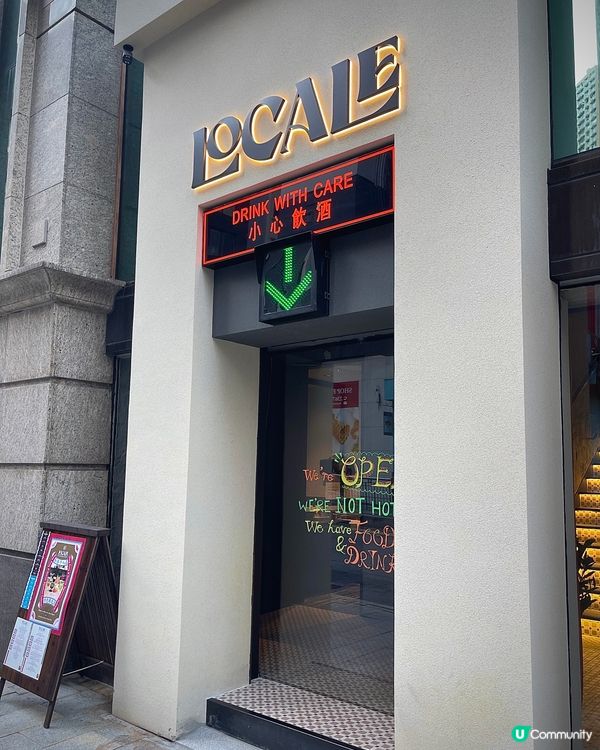 LOCALE
DRINK WITH CARE
小心飲酒
We're "OPE
WE'RE NOT HOT
We have FOOD
& DRINK
U Community